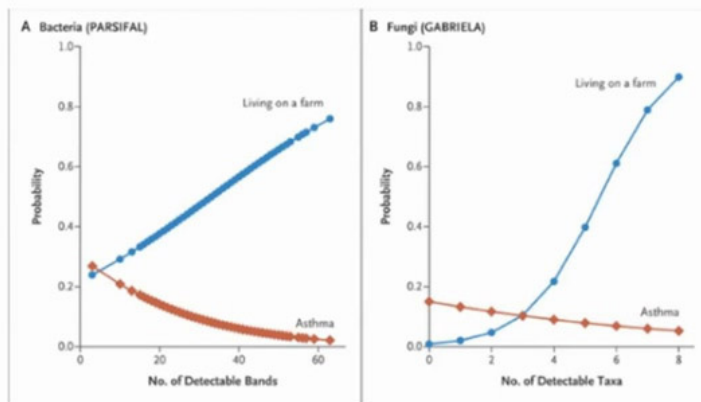 A Bacteria (PARSIFAL)
1.0
0.8
0.6
0.4
0.2
0.0
Probability
Living on a farm
Asthma
0
20
40
60
No. of Detectable Bands
B Fungi (GABRIELA)
1.0
0.8
0.6
0.4
0.2
0.0
Probability
Living on a farm
Asthma
0
2
4
6
8
No. of Detectable Taxa